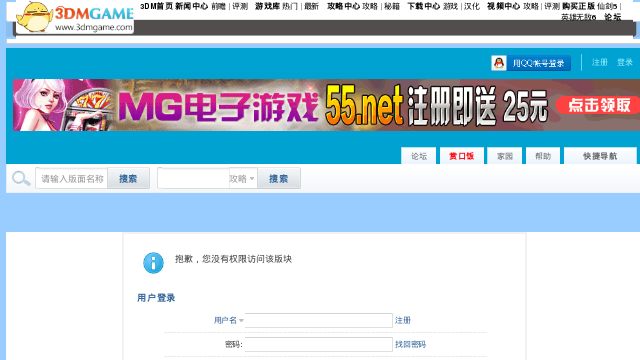 3DMGAME
www.3dmgame.com
3DM首页 新闻中心 前瞻 | 评测 游戏库 热门 | 最新 攻略中心 攻略 | 秘籍 下载中心 游戏 | 汉化 视频中心 攻略 | 评测 购买正版 仙剑5 |
英雄无敌6 论坛
用QQ帐号登录 注册 登录
MG电子游戏 55.net 注册即送 25元 点击领取
论坛 赏口饭 家园 帮助 快捷导航
请输入版面名称 搜索 攻略 搜索
抱歉，您没有权限访问该版块
用户登录
用户名 注册
密码: 找回密码